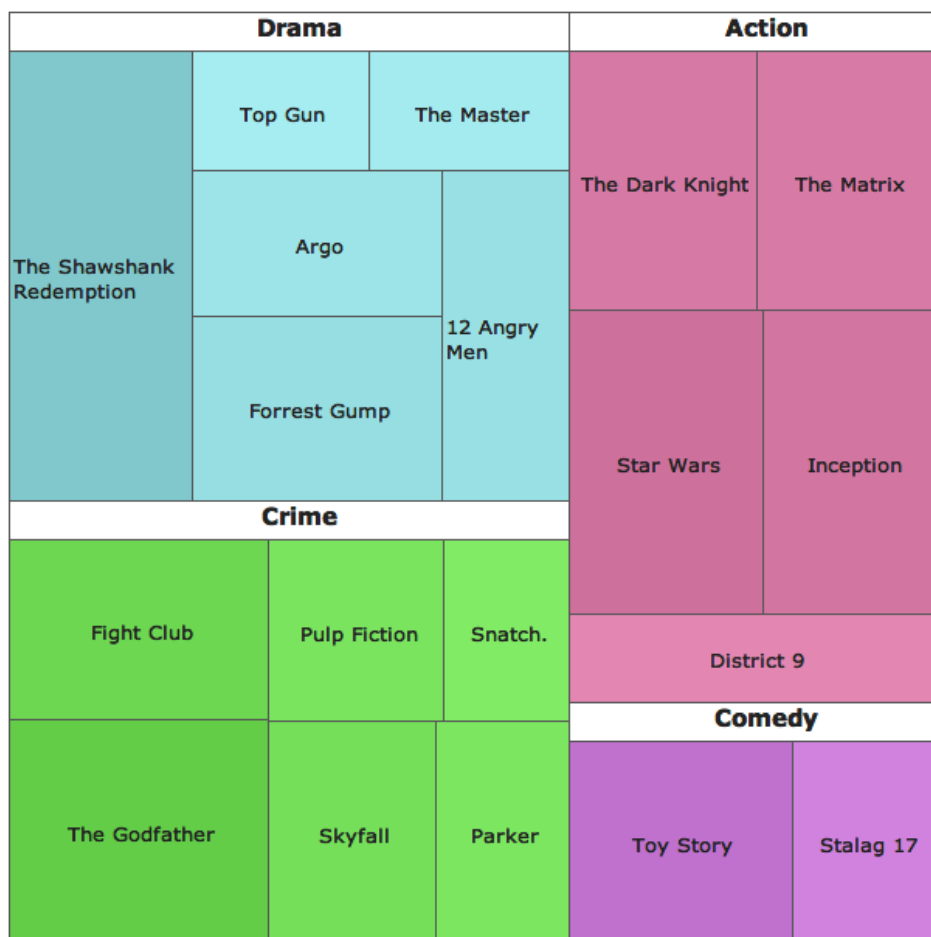 Drama
Top Gun
The Master
The Shawshank
Redemption
Argo
12 Angry
Men
Forrest Gump
Action
The Dark Knight
The Matrix
Star Wars
Inception
District 9
Crime
Fight Club
Pulp Fiction
Snatch.
The Godfather
Skyfall
Parker
Comedy
Toy Story
Stalag 17